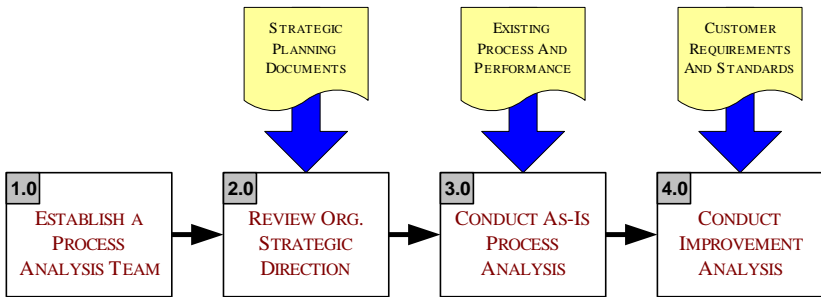 STRATEGIC
PLANNING
DOCUMENTS
EXISTING
PROCESS AND
PERFORMANCE
CUSTOMER
REQUIREMENTS
AND STANDARDS
1.0
ESTABLISH A
PROCESS
ANALYSIS TEAM
2.0
REVIEW ORG.
STRATEGIC
DIRECTION
3.0
CONDUCT AS-IS
PROCESS
ANALYSIS
4.0
CONDUCT
IMPROVEMENT
ANALYSIS